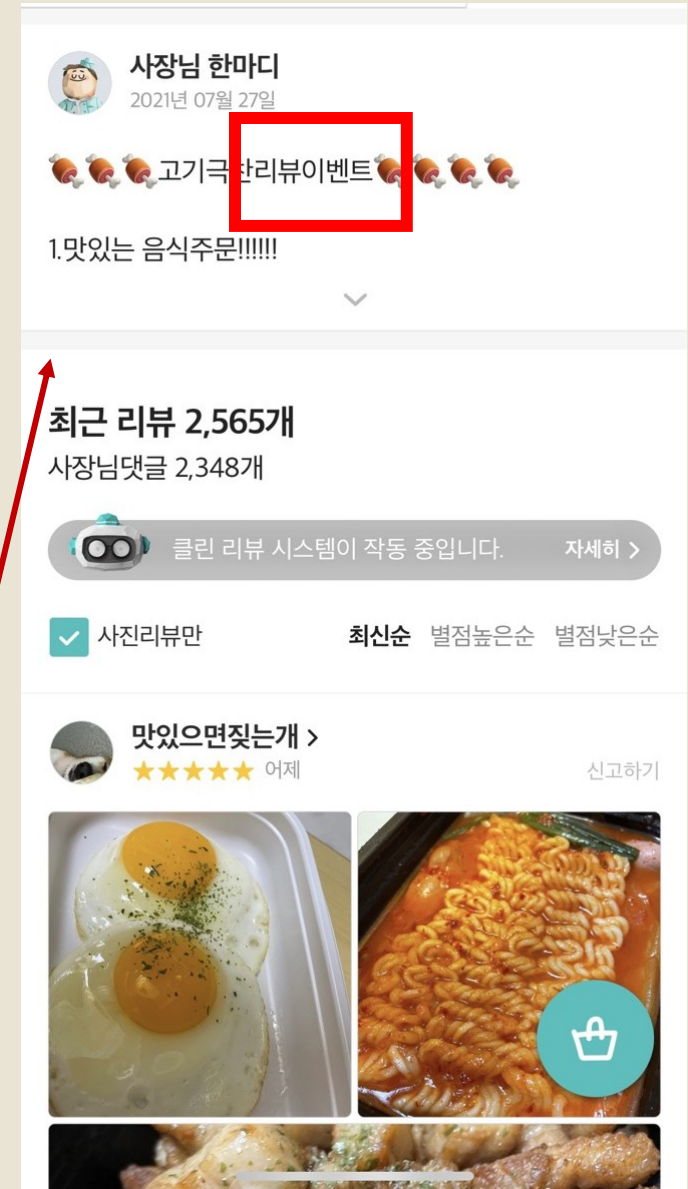 사장님 한마디
2021년 07월 27일
🍖🍖🍖고기극찬리뷰이벤트🍖🍖🍖🍖
1.맛있는 음식주문!!!!!!
최근 리뷰 2,565개
사장님댓글 2,348개
클린 리뷰 시스템이 작동 중입니다. 자세히 >
사진리뷰만 최신순 별점높은순 별점낮은순
맛있으면짖는개 >
★★★★★ 어제 신고하기